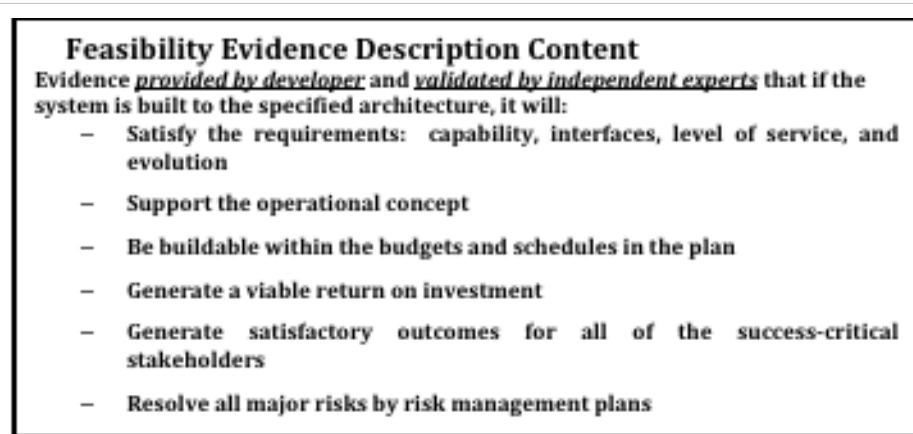 Feasibility Evidence Description Content
Evidence provided by developer and validated by independent experts that if the
system is built to the specified architecture, it will:
– Satisfy the requirements: capability, interfaces, level of service, and
evolution
– Support the operational concept
– Be buildable within the budgets and schedules in the plan
– Generate a viable return on investment
– Generate satisfactory outcomes for all of the success-critical
stakeholders
– Resolve all major risks by risk management plans